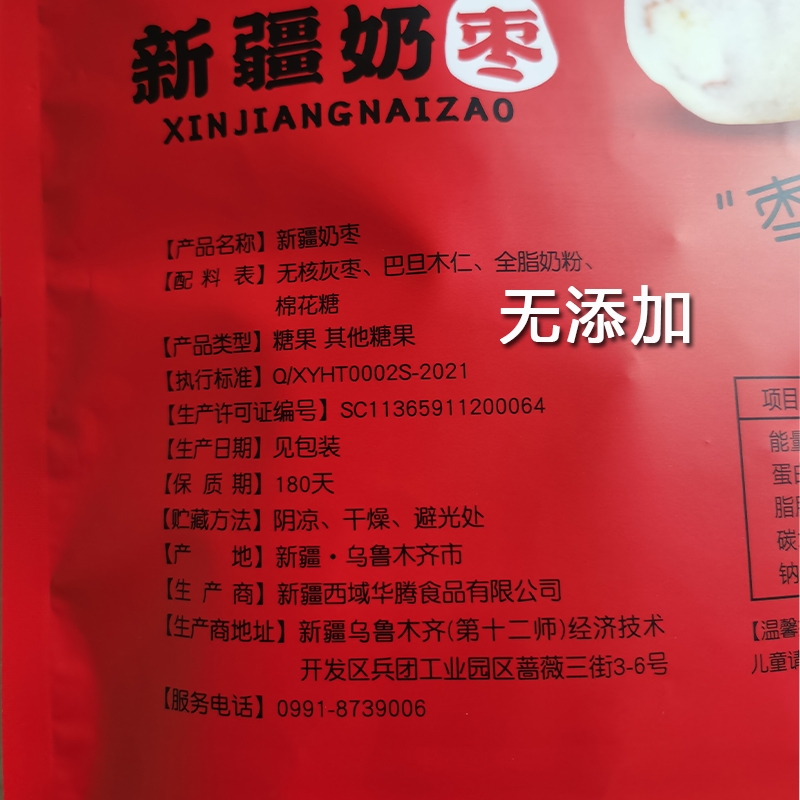 新疆奶枣
XINJIANGNAIZAO
"枣
【产品名称】新疆奶枣
【配 料 表】无核灰枣、巴旦木仁、全脂奶粉、
棉花糖
无添加
【产品类型】糖果 其他糖果
【执行标准】Q/XYHT0002S-2021
【生产许可证编号】SC11365911200064
【生产日期】见包装
【保 质 期】180天
【贮藏方法】阴凉、干燥、避光处
【产 地】新疆·乌鲁木齐市
【生 产 商】新疆西域华腾食品有限公司
【生产商地址】新疆乌鲁木齐(第十二师)经济技术
开发区兵团工业园区蔷薇三街3-6号
【服务电话】0991-8739006
项目
能量
蛋白
脂肪
碳
钠
【温馨
儿童请